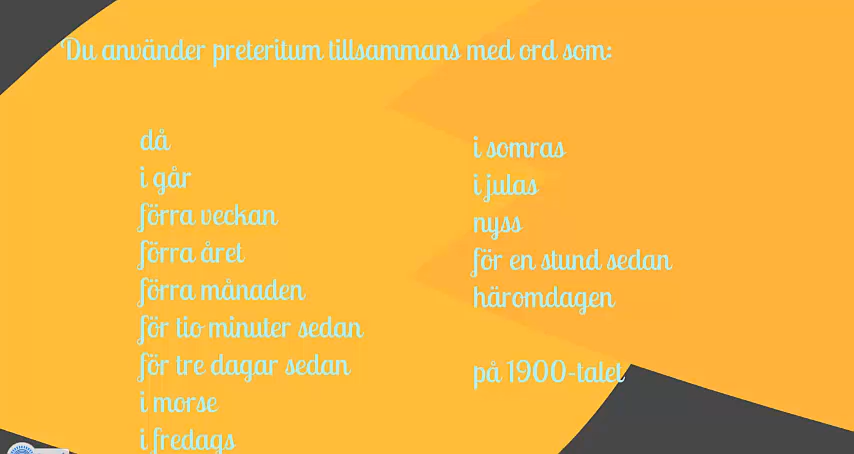 Du använder preteritum tillsammans med ord som:
då
i går
förra veckan
förra året
förra månaden
för tio minuter sedan
för tre dagar sedan
i morse
i fredags
i somras
i julas
nyss
för en stund sedan
häromdagen
på 1900-talet